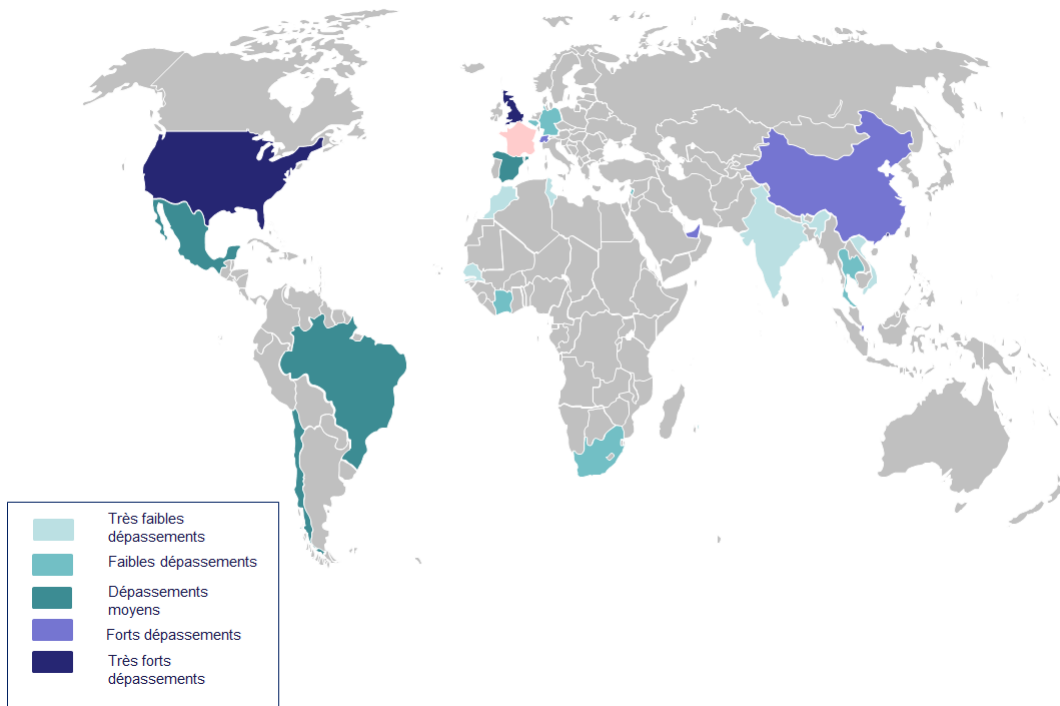 Très faibles
dépassements
Faibles dépassements
Dépassements
moyens
Forts dépassements
Très forts
dépassements